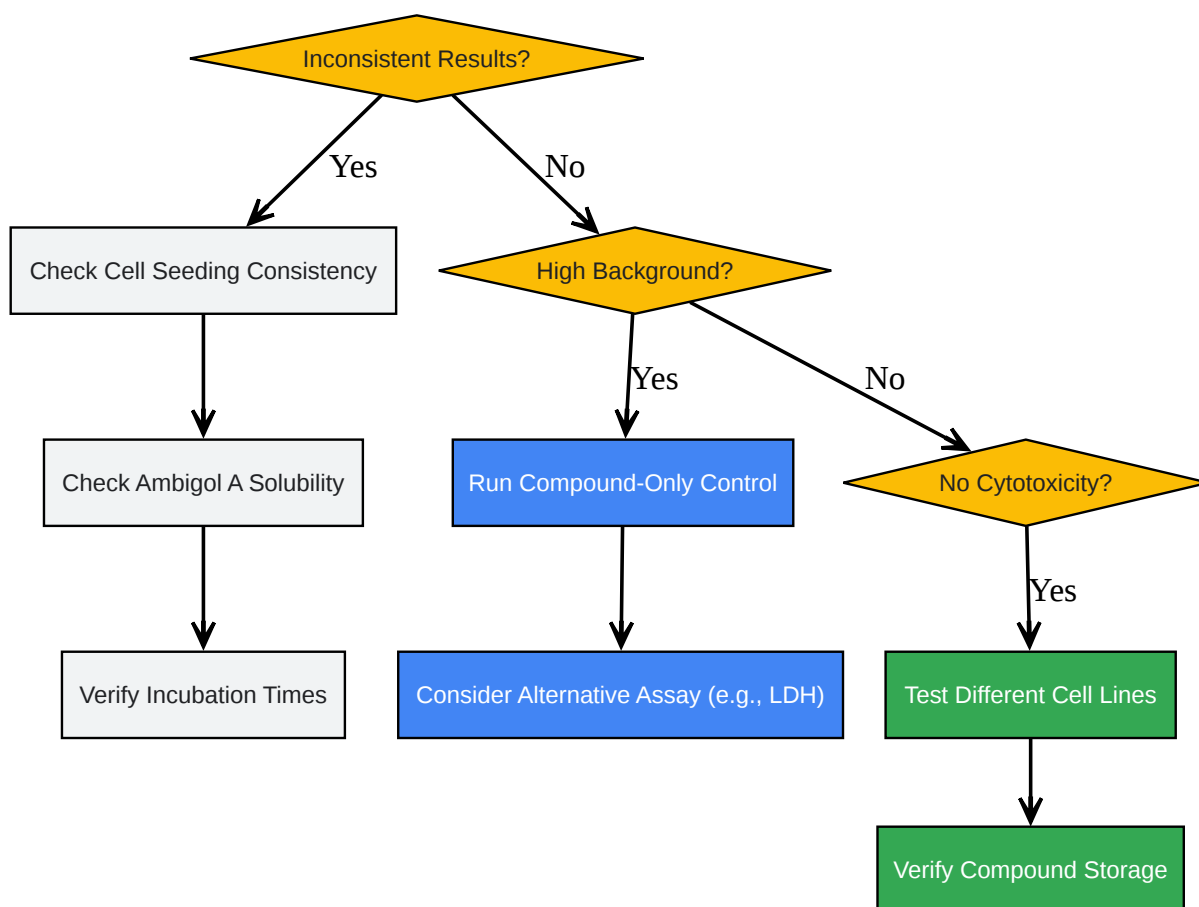 Inconsistent Results?
Yes
No
Check Cell Seeding Consistency
High Background?
Yes
No
Check Ambigol A Solubility
Run Compound-Only Control
No Cytotoxicity?
Yes
Verify Incubation Times
Consider Alternative Assay (e.g., LDH)
Test Different Cell Lines
Verify Compound Storage